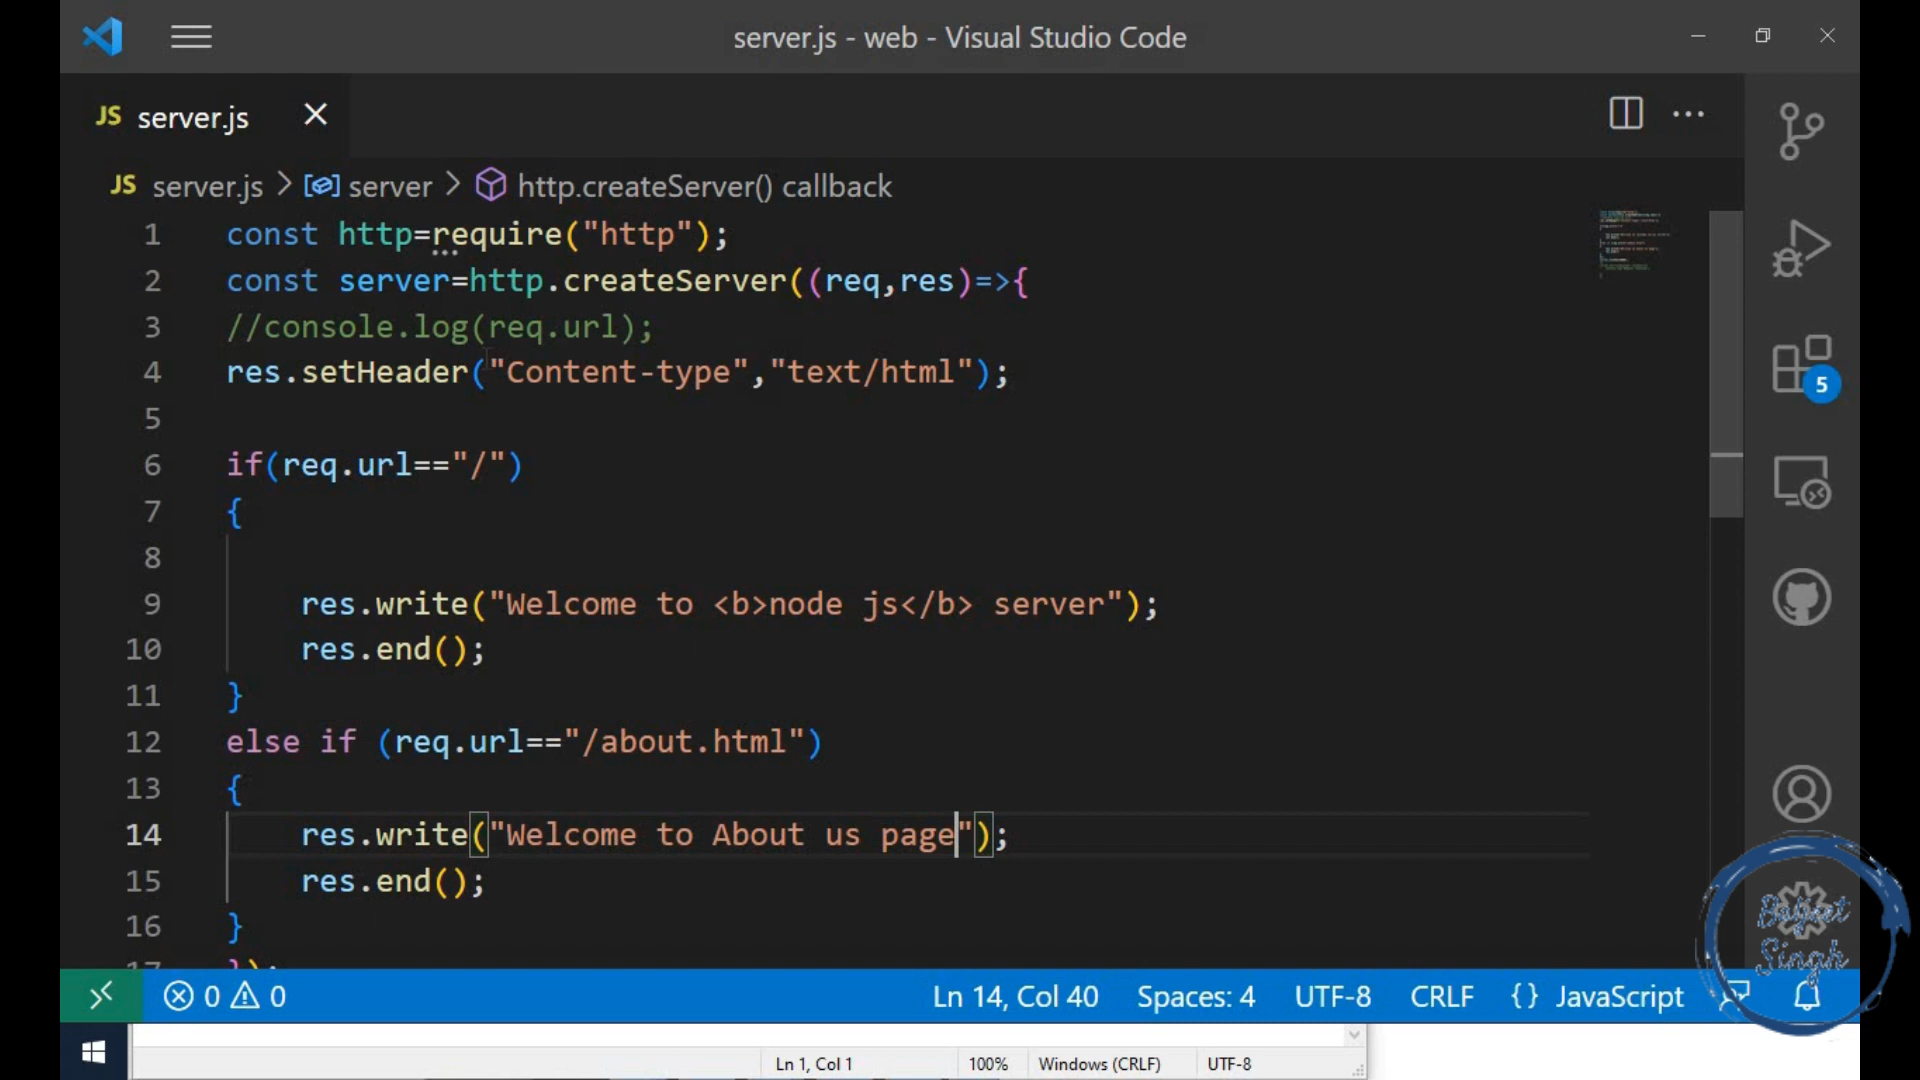 server.js - web - Visual Studio Code
JS server.js
JS server.js > server > http.createServer() callback
1 const http=require("http");
2 const server=http.createServer((req,res)=>{
3 //console.log(req.url);
4 res.setHeader("Content-type","text/html");
5
6 if(req.url=="/")
7 {
8
9 res.write("Welcome to <b>node js</b> server");
10 res.end();
11 }
12 else if (req.url=="/about.html")
13 {
14 res.write("Welcome to About us page");
15 res.end();
16 }
17 });
5
Baljeet
Singh
0 0 Ln 14, Col 40 Spaces: 4 UTF-8 CRLF {} JavaScript
Ln 1, Col 1 100% Windows (CRLF) UTF-8